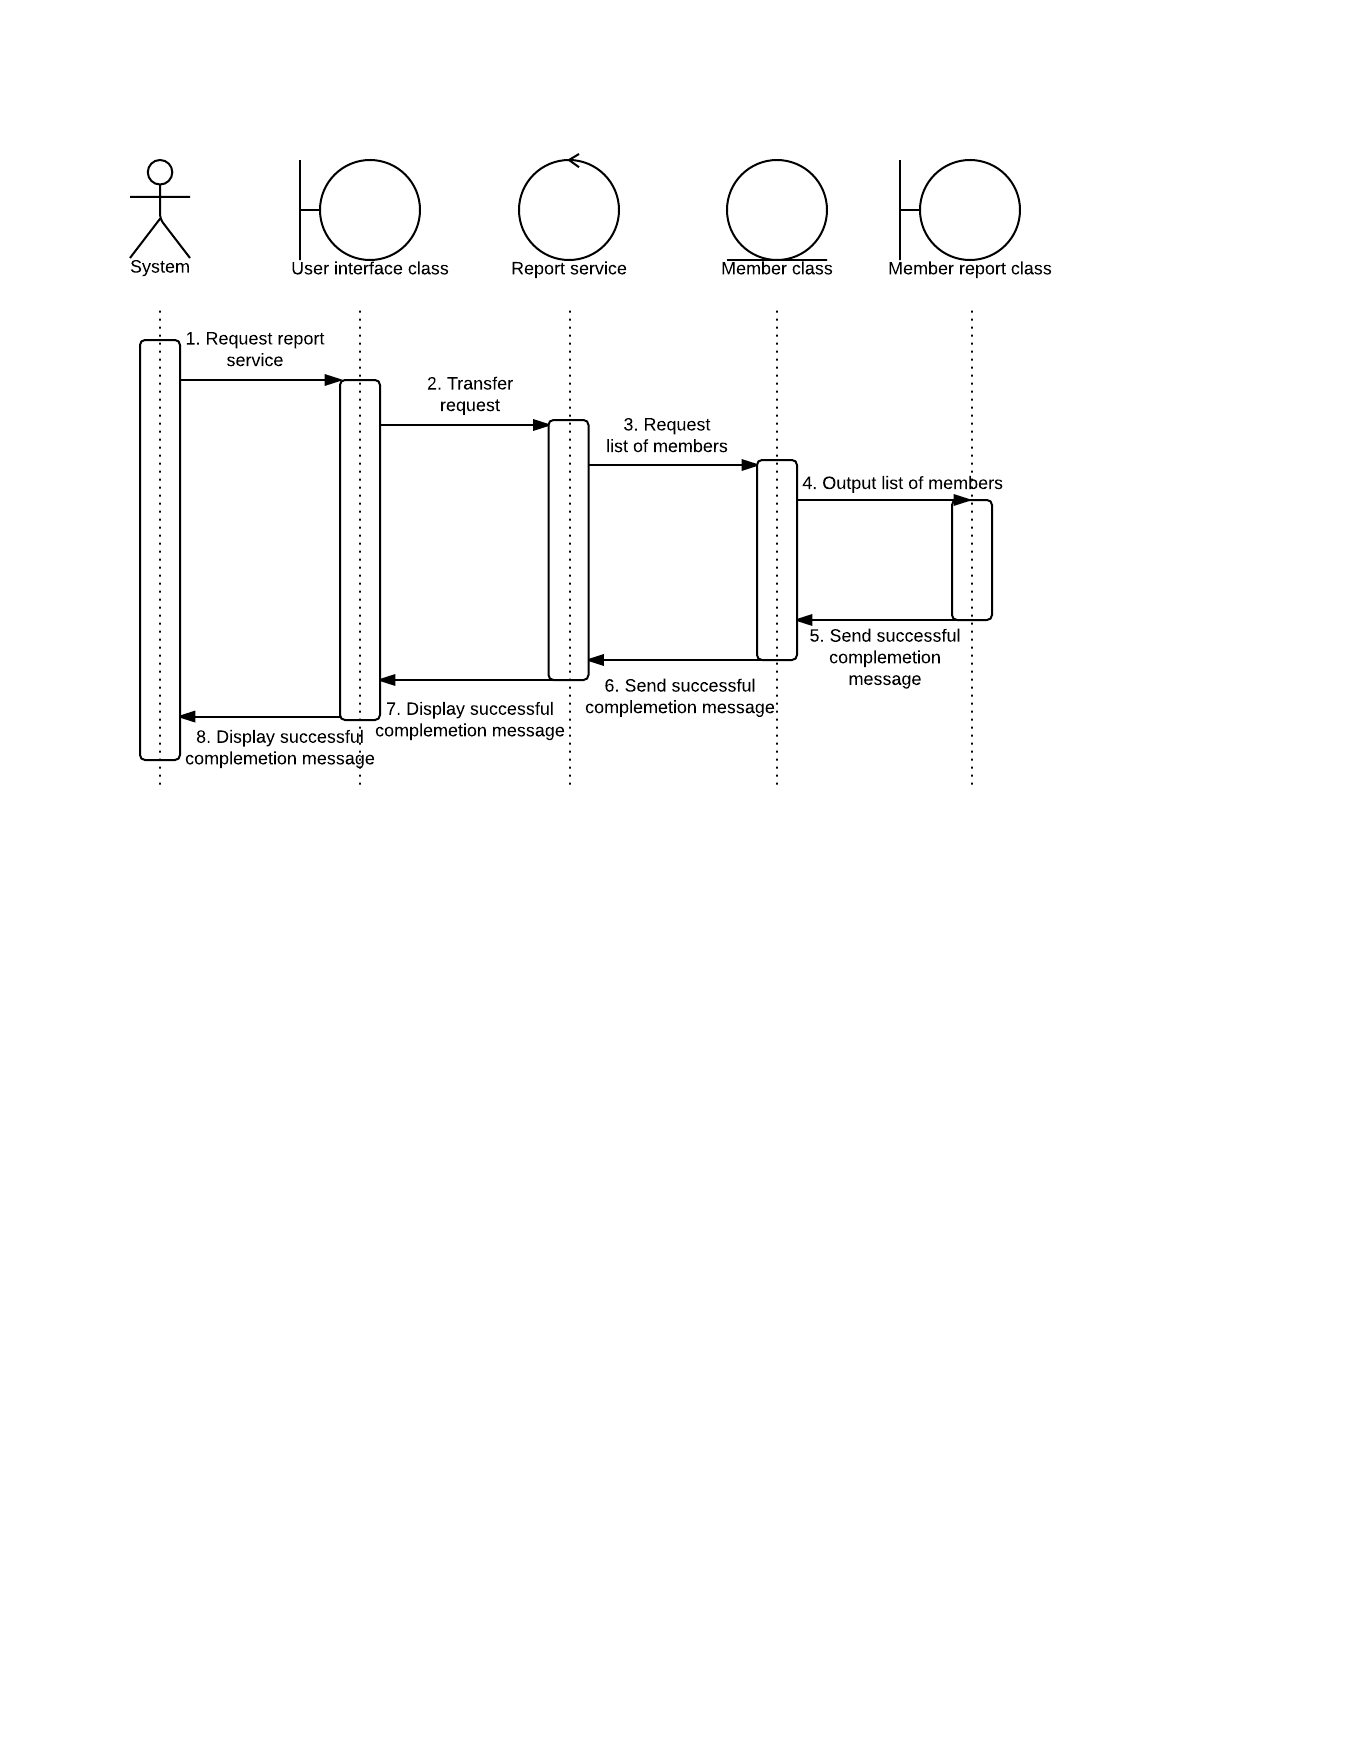 System
User interface class
Report service
Member class
Member report class
1. Request report
service
2. Transfer
request
3. Request
list of members
4. Output list of members
5. Send successful
complemetion
message
6. Send successful
complemetion message
7. Display successful
complemetion message
8. Display successful
complemetion message